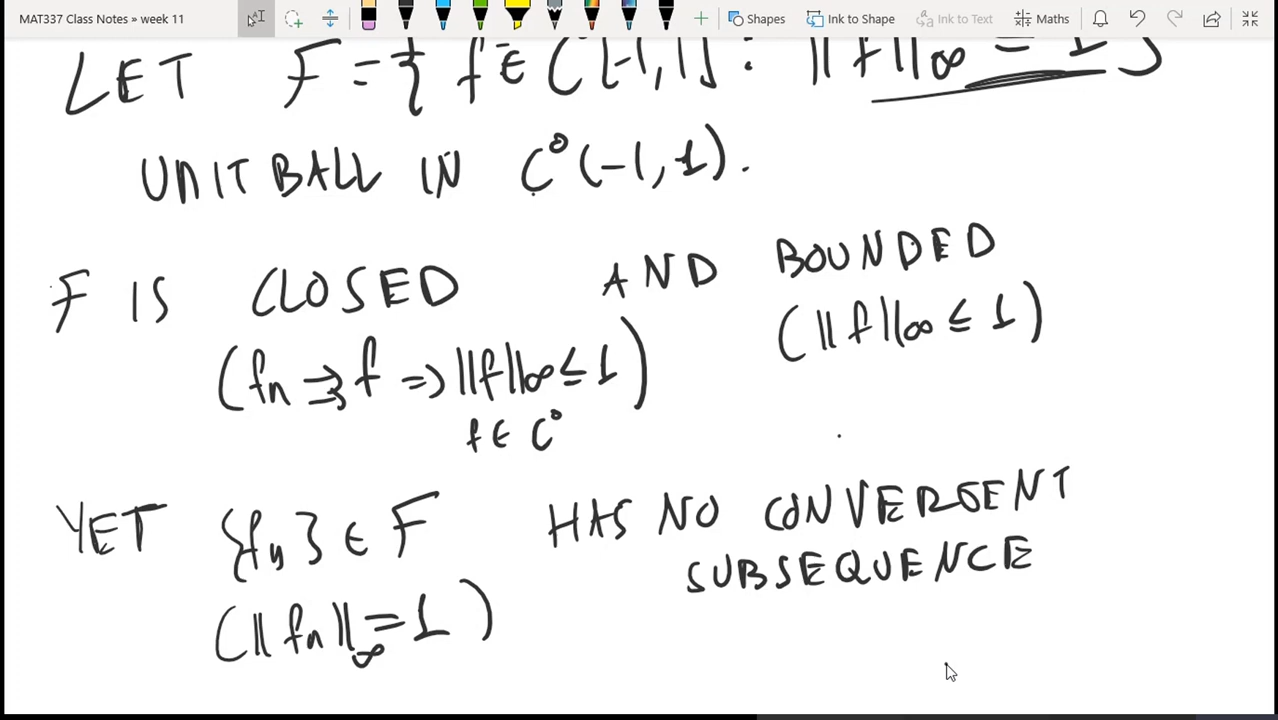 MAT337 Class Notes » week 11
Shapes
Ink to Shape
Ink to Text
Maths
LET F = { f ∈ C[-1,1] : ||f||∞ ≤ 1 }
UNIT BALL IN C⁰(-1,1).
F IS CLOSED AND BOUNDED
(fn ⇉ f => ||f||∞ ≤ 1) (||f||∞ ≤ 1)
f ∈ C⁰
YET {fn} ∈ F HAS NO CONVERGENT
SUBSEQUENCE
(||fn||∞ = 1)